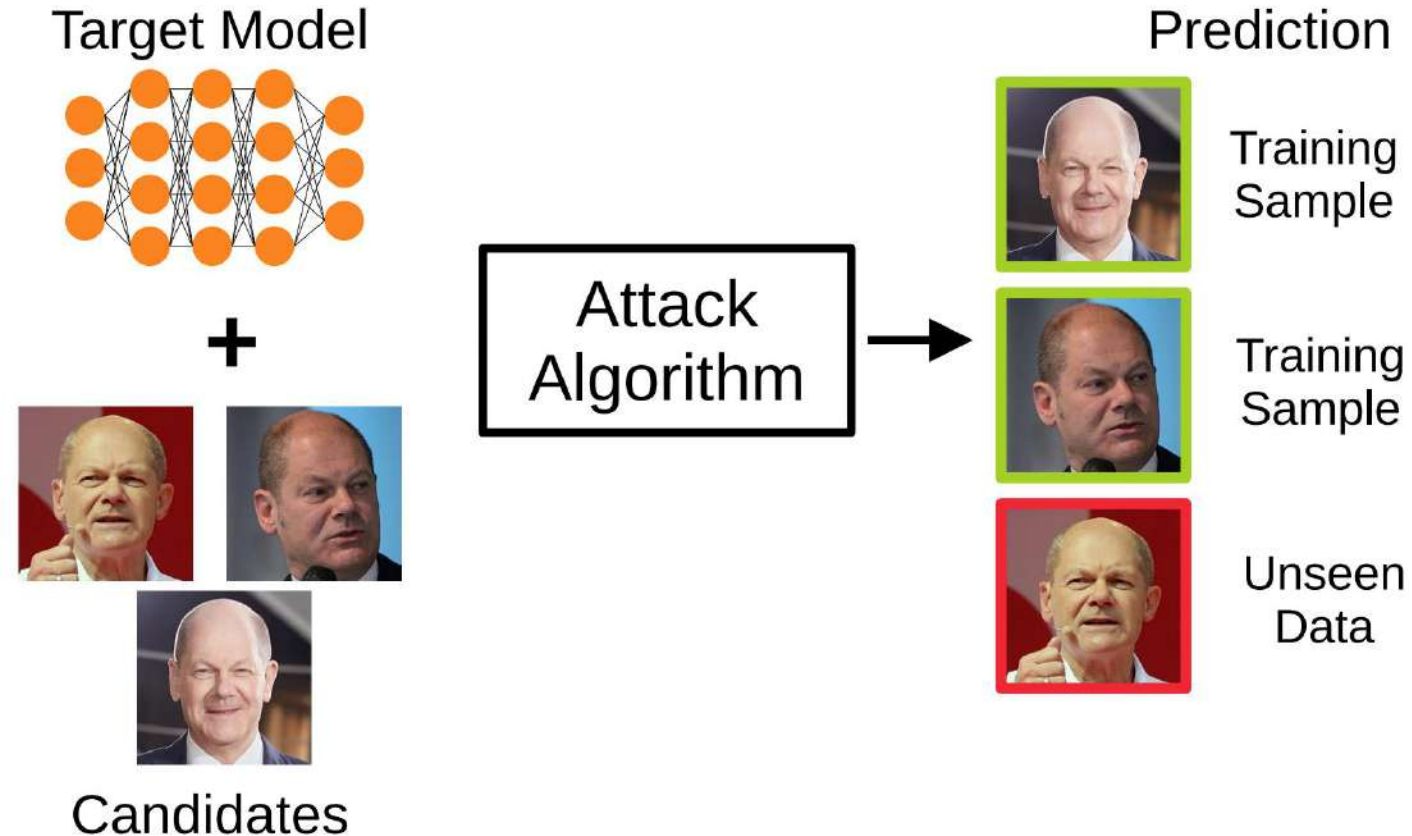 Target Model
Candidates
Attack
Algorithm
Prediction
Training
Sample
Training
Sample
Unseen
Data